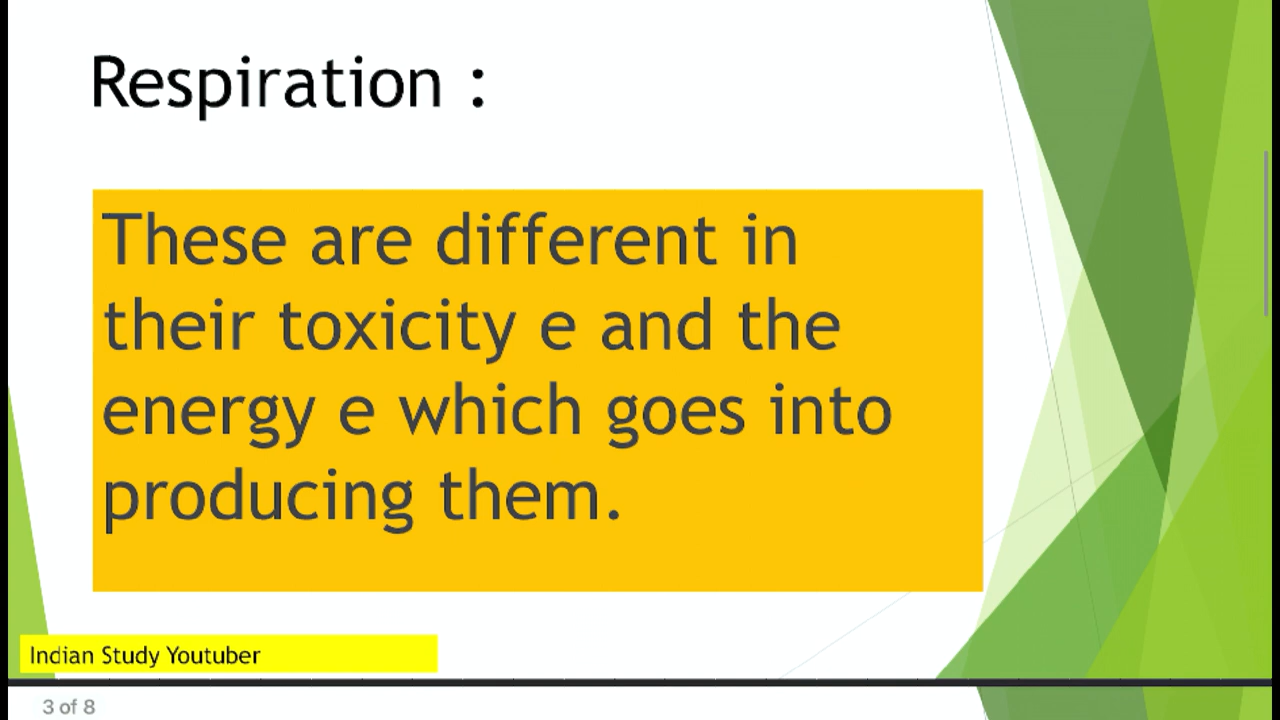 Respiration :
These are different in
their toxicity e and the
energy e which goes into
producing them.
Indian Study Youtuber
3 of 8